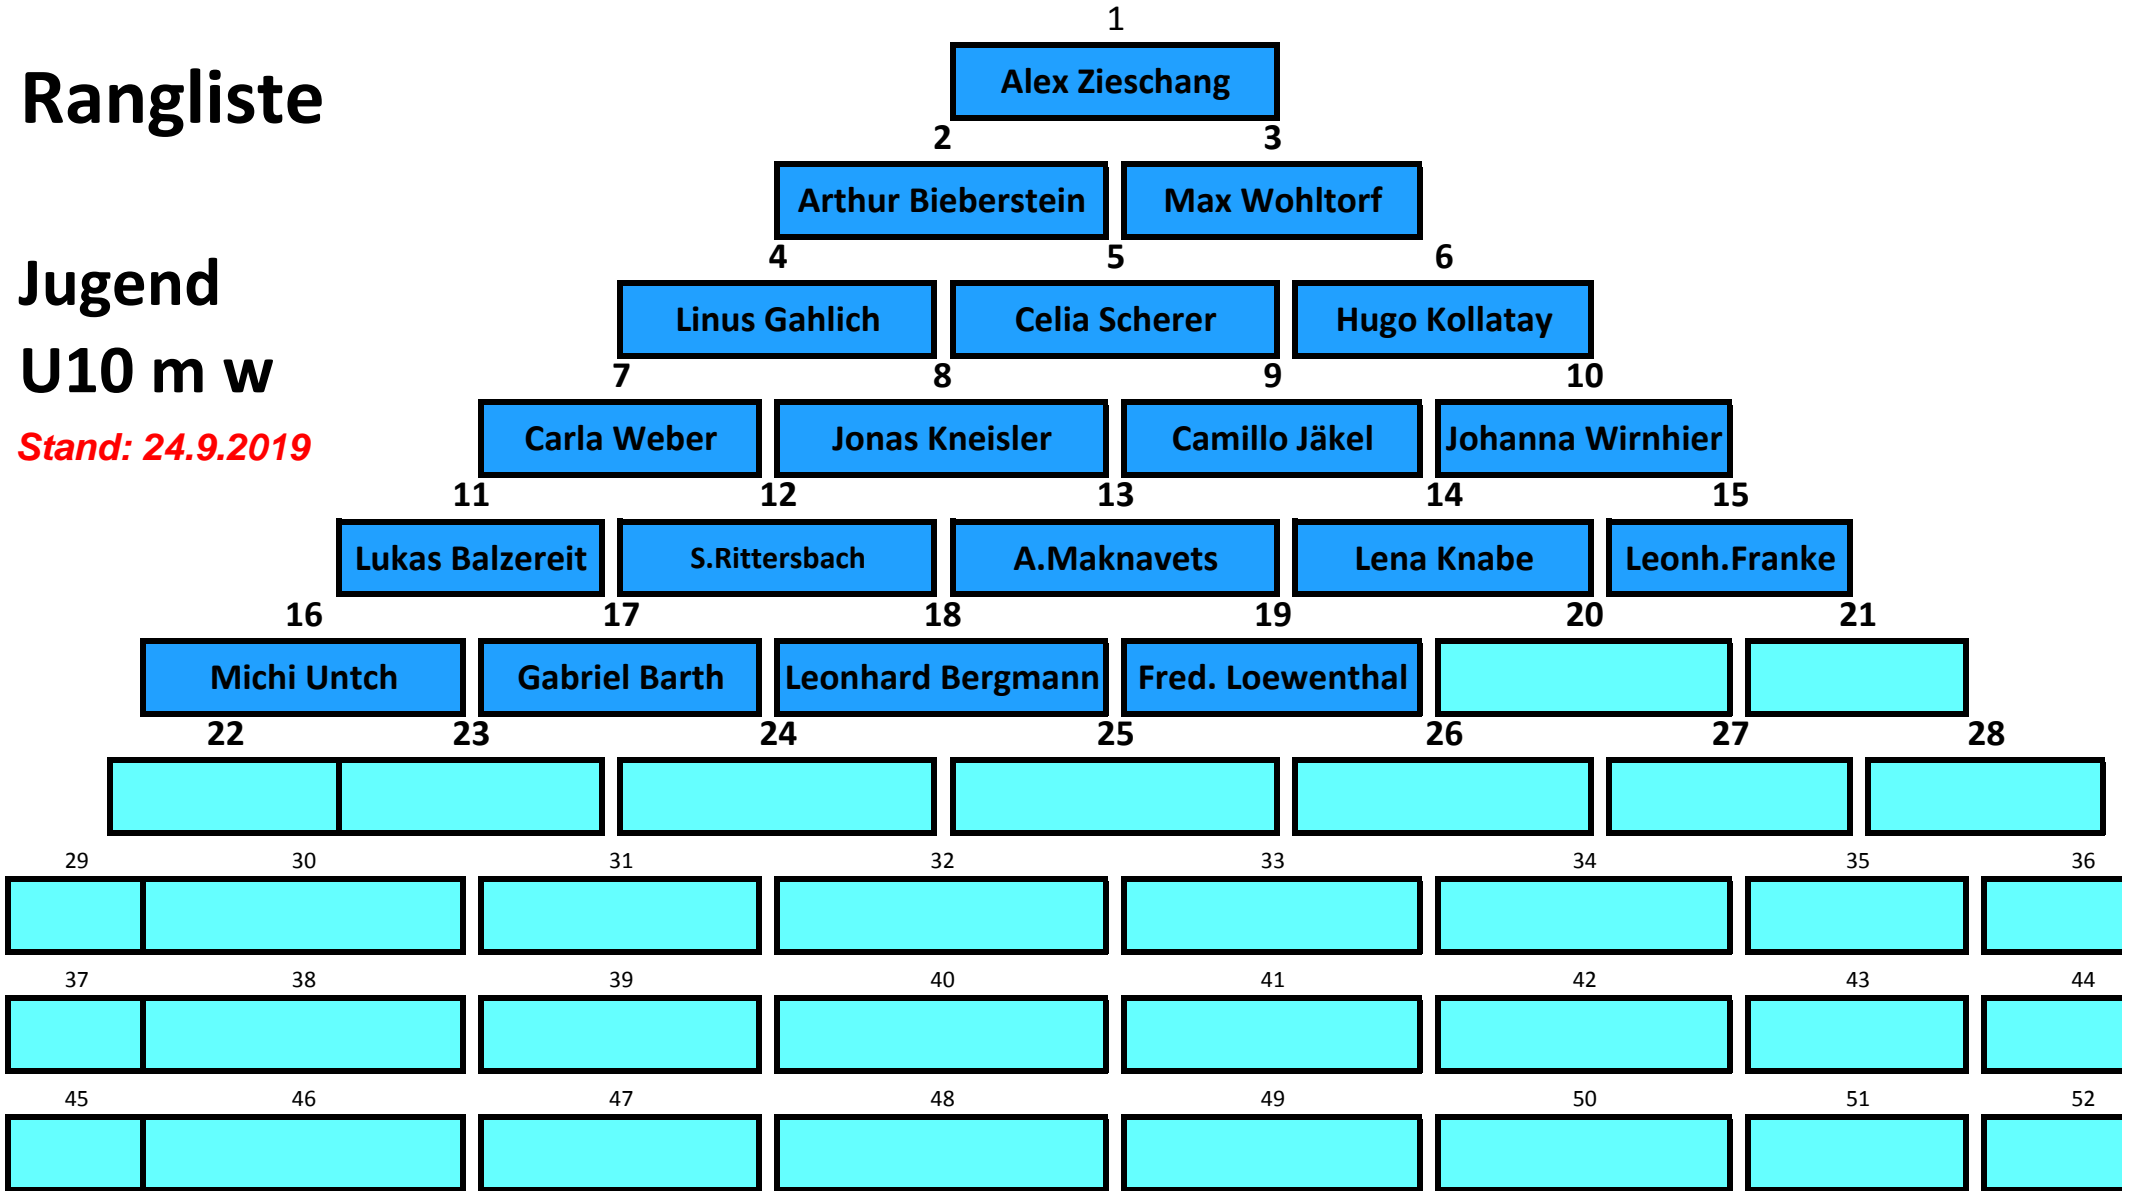 1
Rangliste
Alex Zieschang
2 3
Arthur Bieberstein Max Wohltorf
4 5 6
Jugend
Linus Gahlich Celia Scherer Hugo Kollatay
U10 m w
7 8 9 10
Stand: 24.9.2019
Carla Weber Jonas Kneisler Camillo Jäkel Johanna Wirnhier
11 12 13 14 15
Lukas Balzereit S.Rittersbach A.Maknavets Lena Knabe Leonh.Franke
16 17 18 19 20 21
Michi Untch Gabriel Barth Leonhard Bergmann Fred. Loewenthal
22 23 24 25 26 27 28
29 30 31 32 33 34 35 36
37 38 39 40 41 42 43 44
45 46 47 48 49 50 51 52